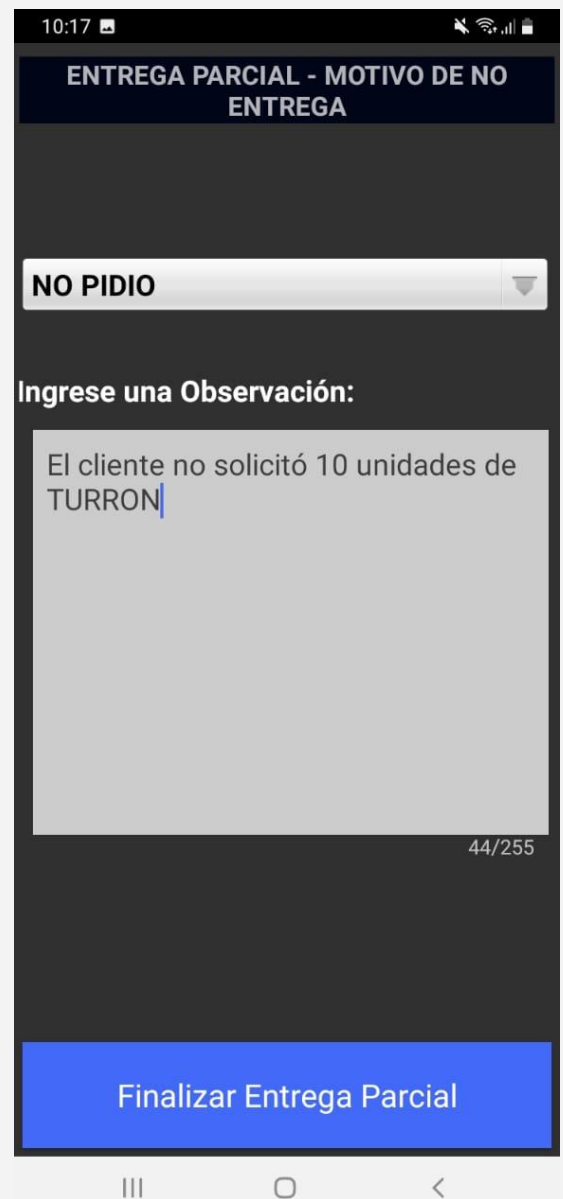 10:17
ENTREGA PARCIAL - MOTIVO DE NO
ENTREGA
NO PIDIO
Ingrese una Observación:
El cliente no solicitó 10 unidades de
TURRON
44/255
Finalizar Entrega Parcial